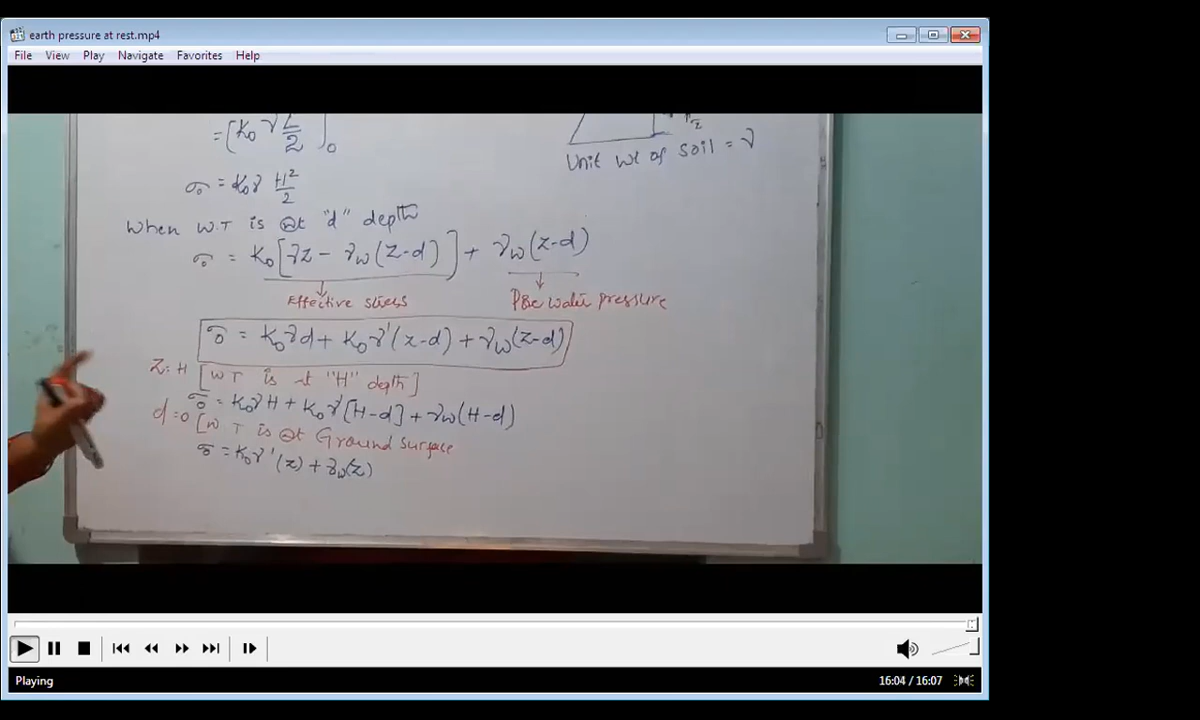 earth pressure at rest.mp4
File View Play Navigate Favorites Help
= [K₀ γ Z/2 ]₀
Unit wt of soil = γ
σ₀ = K₀γ H²/2
When W.T is @t "d" depth
σ₀ = K₀[γZ - γw(Z-d)] + γw(Z-d)
Effective stress
Pore water pressure
σ₀ = K₀γd + K₀γ'(z-d) + γw(Z-d)
Z=H [WT is at "H" depth]
σ₀ = K₀γH + K₀γ'[H-d] + γw(H-d)
d=0 [W T is @t Ground surface
σ₀ = K₀γ'(z) + γw(z)
Playing
16:04 / 16:07